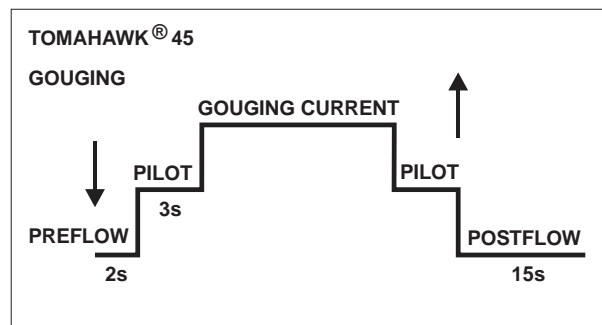 TOMAHAWK® 45
GOUGING
GOUGING CURRENT
PILOT
3s
PILOT
PREFLOW
2s
POSTFLOW
15s